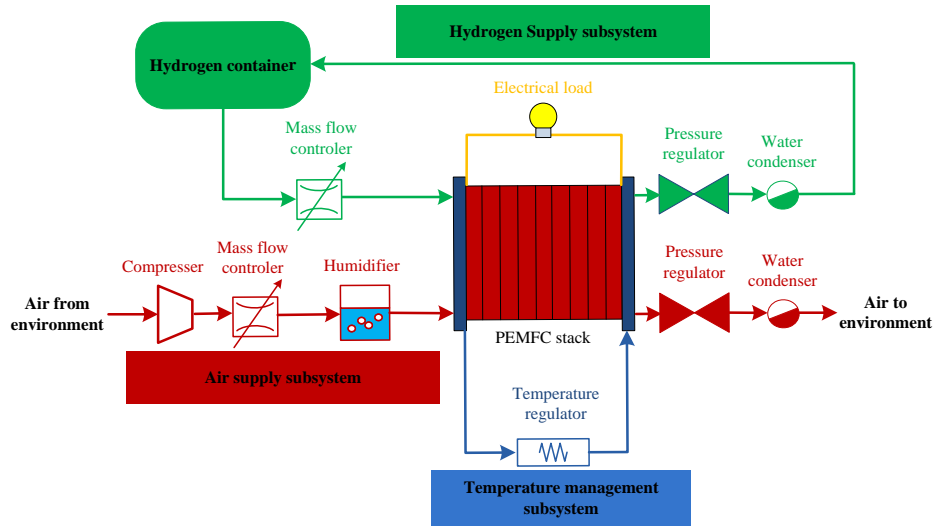 Hydrogen Supply subsystem
Hydrogen container
Electrical load
Mass flow
controler
Pressure
regulator
Water
condenser
Compresser
Mass flow
controler
Humidifier
Pressure
regulator
Water
condenser
Air from
environment
Air to
environment
PEMFC stack
Air supply subsystem
Temperature
regulator
Temperature management
subsystem